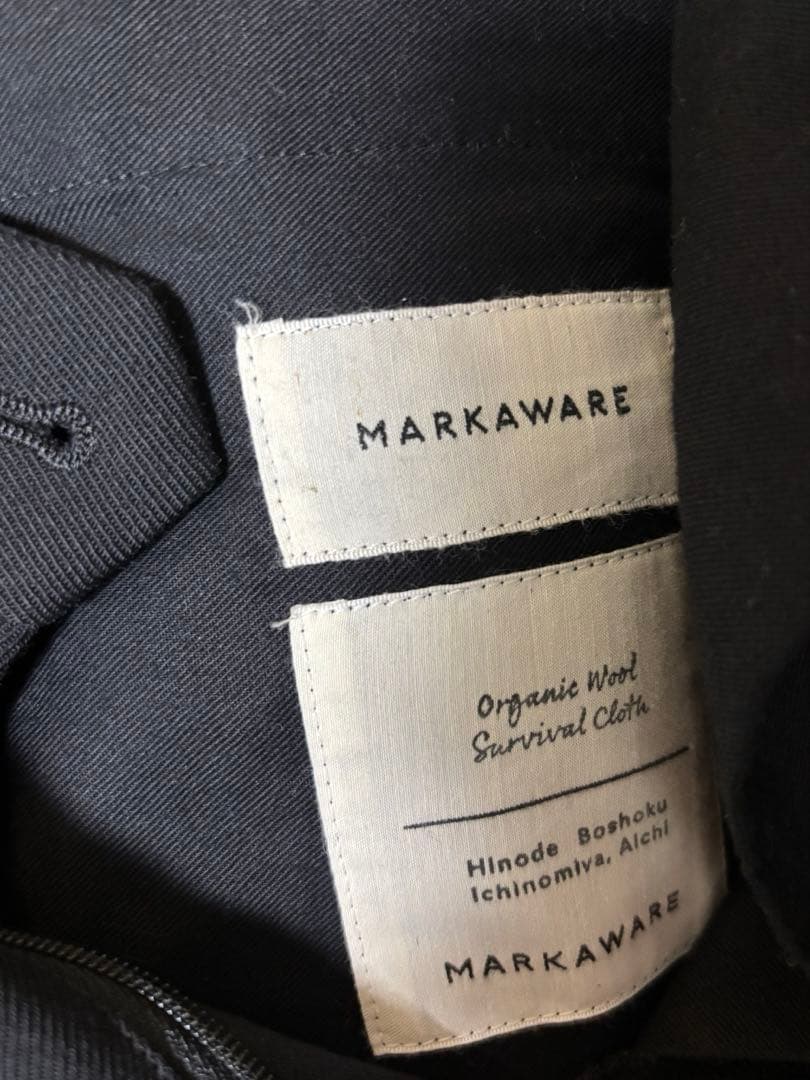 MARKAWARE
Organic Wool
Survival Cloth
Hinode Boshoku
Ichinomiya, Aichi
MARKAWARE